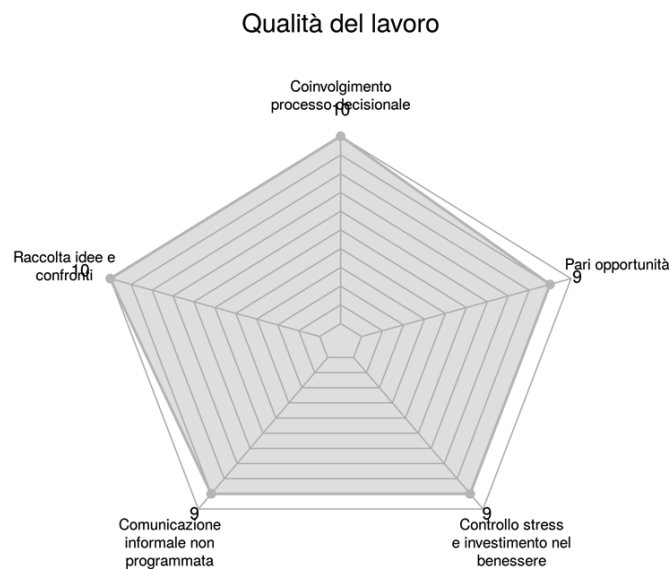 Qualità del lavoro
Coinvolgimento
processo decisionale
10
Pari opportunità
9
Raccolta idee e
confronti
10
Comunicazione
informale non
programmata
9
Controllo stress
e investimento nel
benessere
9